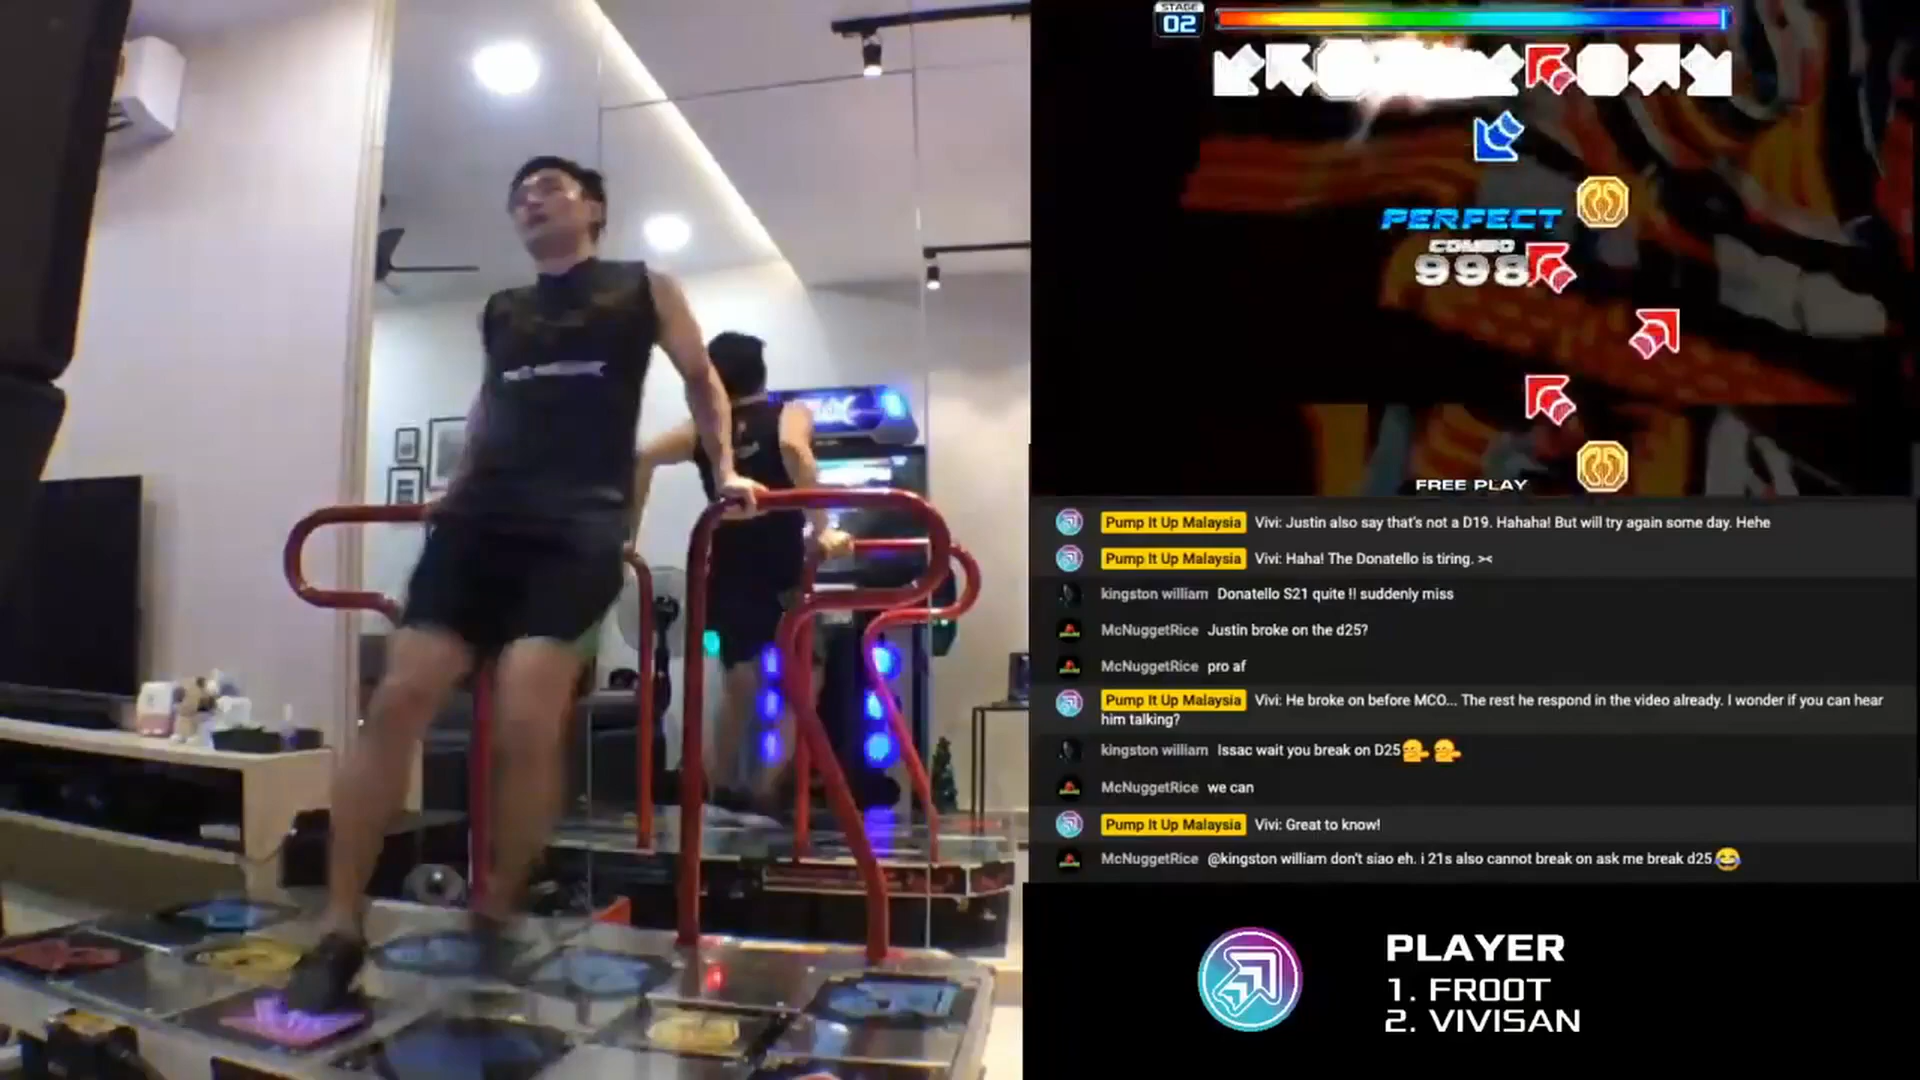 STAGE
02
PERFECT
COMBO
998
FREE PLAY
Pump It Up Malaysia Vivi: Justin also say that's not a D19. Hahaha! But will try again some day. Hehe
Pump It Up Malaysia Vivi: Haha! The Donatello is tiring. ><
kingston william Donatello S21 quite !! suddenly miss
McNuggetRice Justin broke on the d25?
McNuggetRice pro af
Pump It Up Malaysia Vivi: He broke on before MCO... The rest he respond in the video already. I wonder if you can hear
him talking?
kingston william Issac wait you break on D25
McNuggetRice we can
Pump It Up Malaysia Vivi: Great to know!
McNuggetRice @kingston william don't siao eh. i 21s also cannot break on ask me break d25
PLAYER
1. FR00T
2. VIVISAN